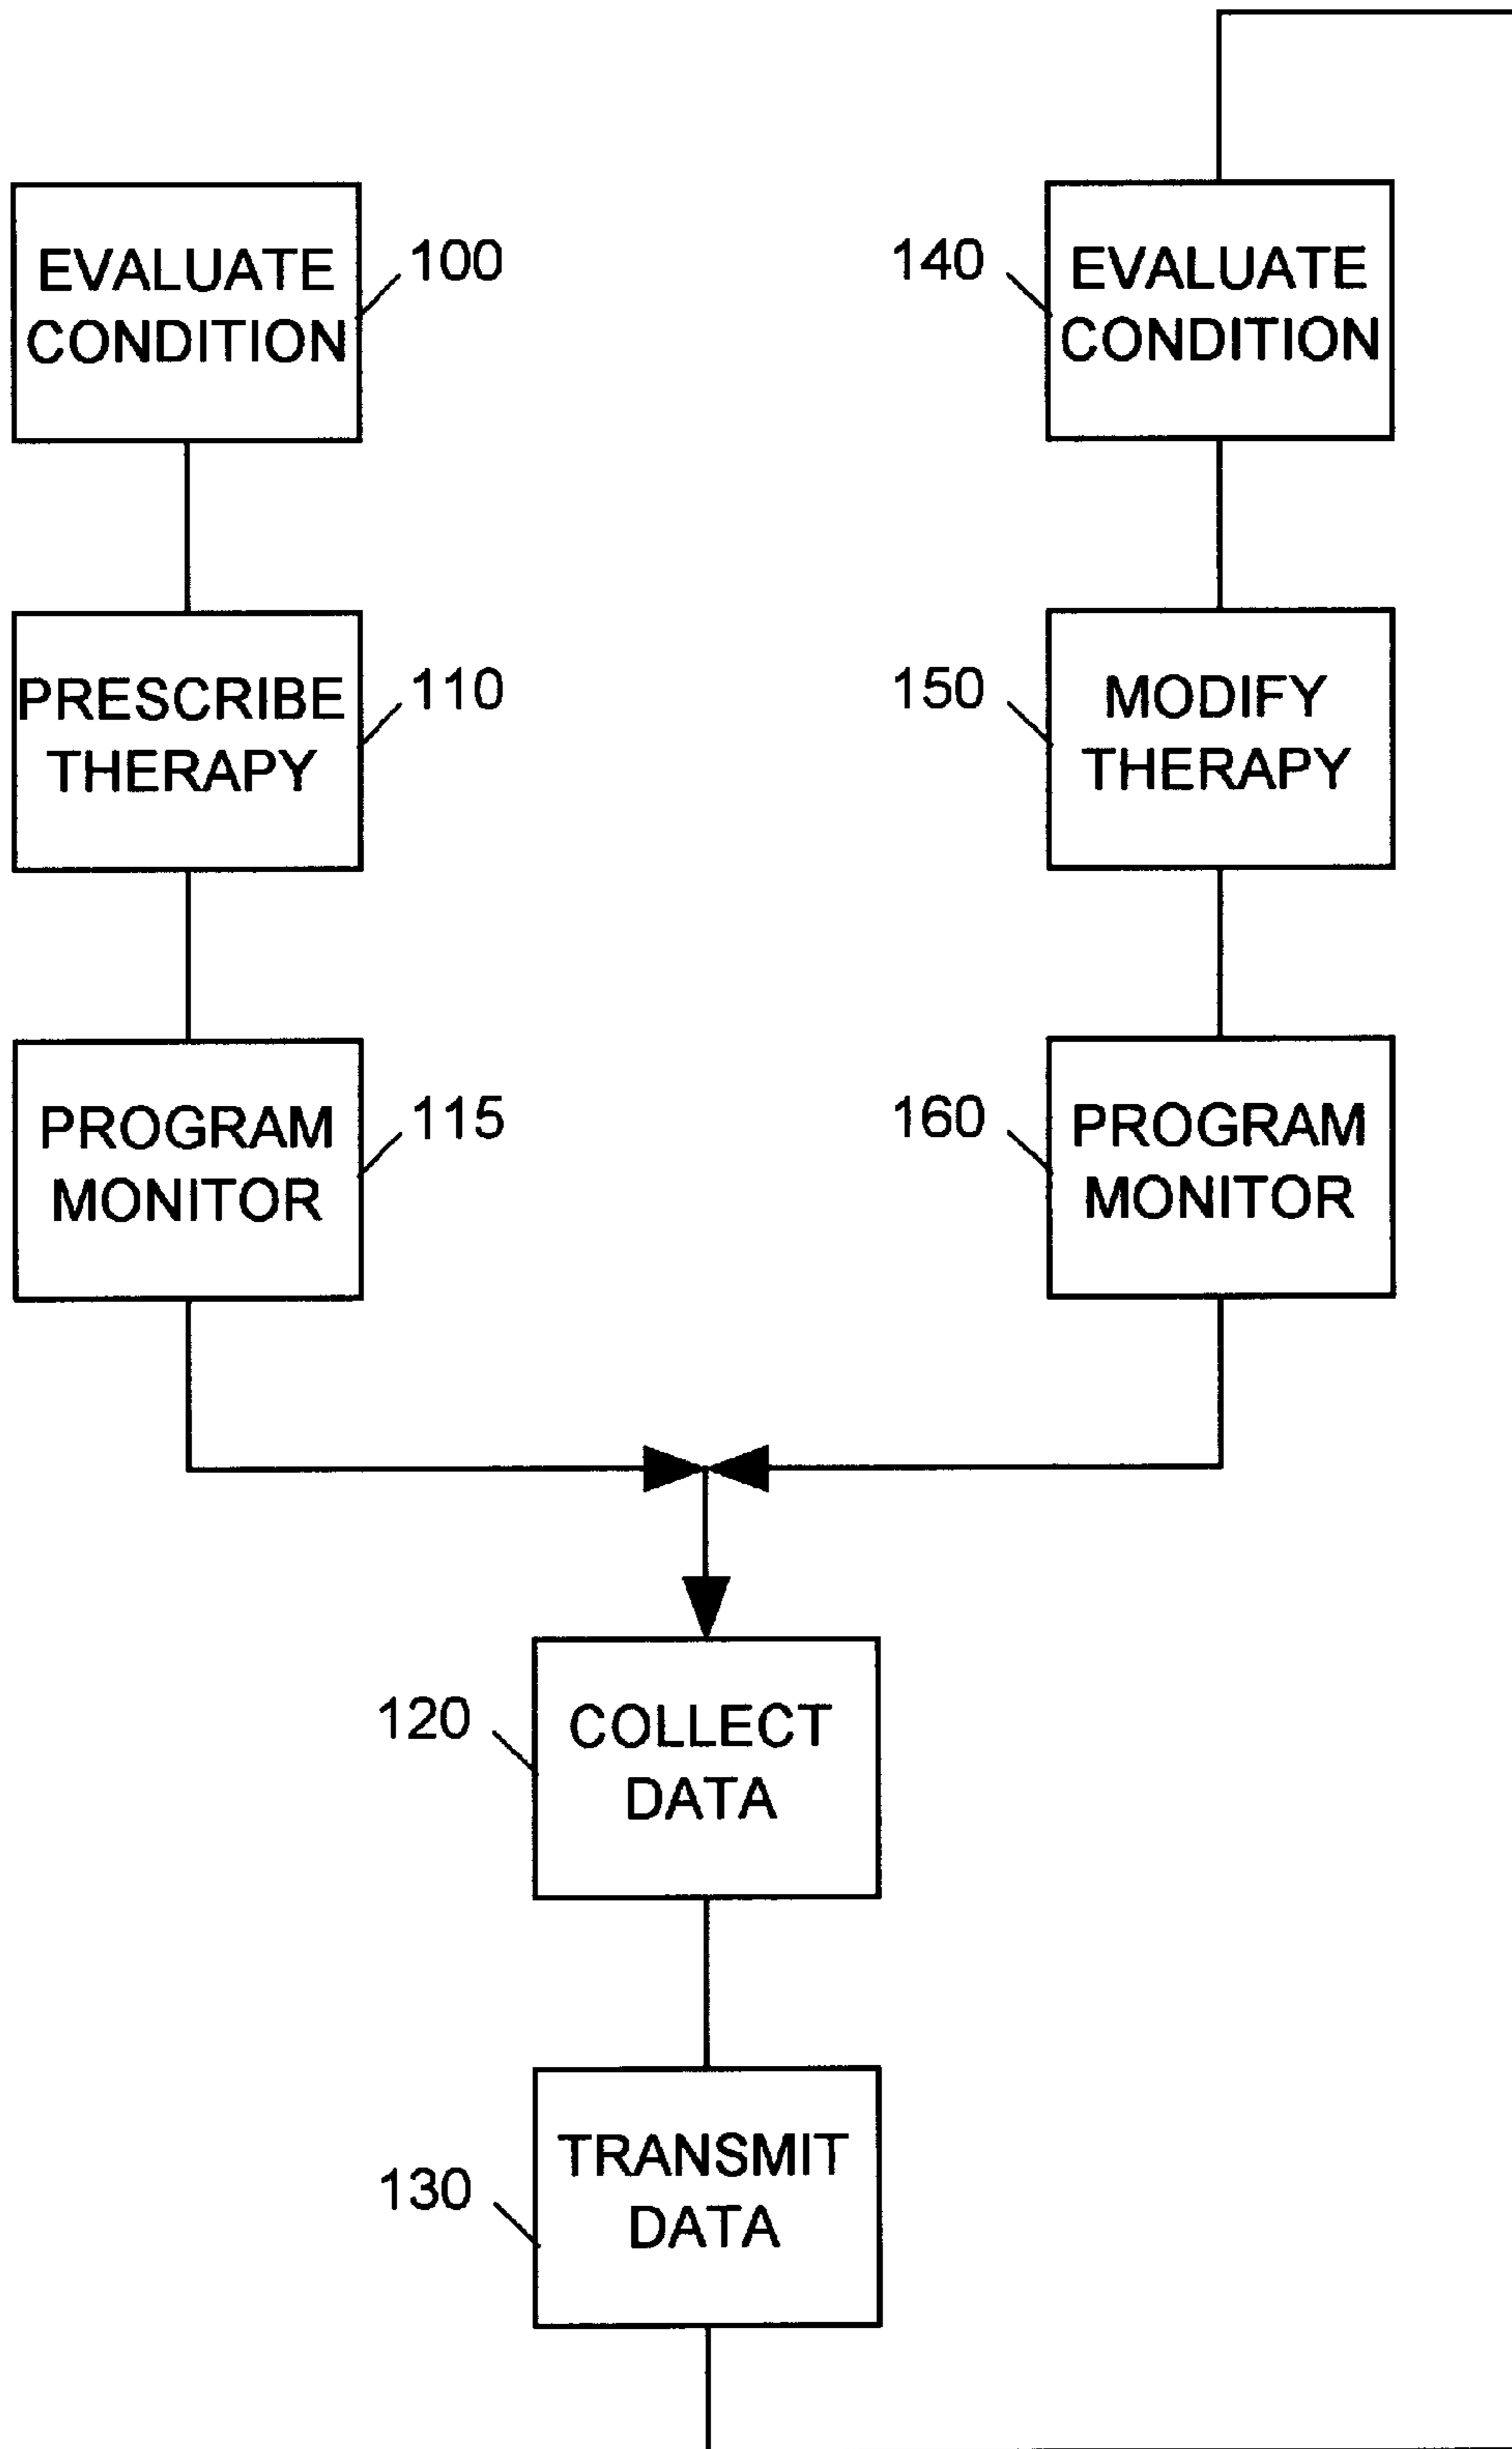 EVALUATE
CONDITION
100
PRESCRIBE
THERAPY
110
PROGRAM
MONITOR
115
140
EVALUATE
CONDITION
150
MODIFY
THERAPY
160
PROGRAM
MONITOR
120
COLLECT
DATA
130
TRANSMIT
DATA